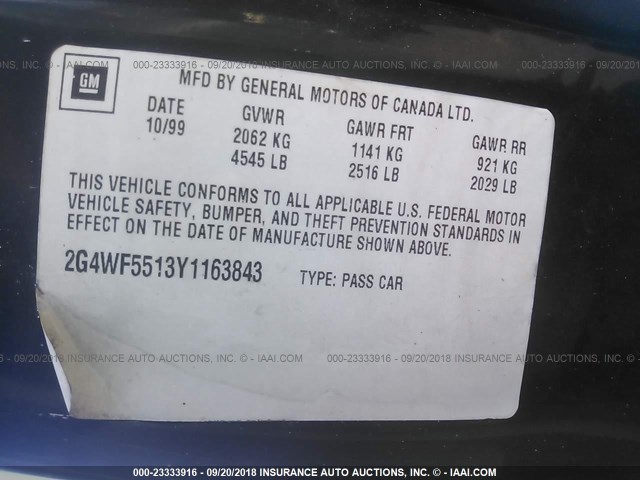 GM
MFD BY GENERAL MOTORS OF CANADA LTD.
DATE GVWR GAWR FRT GAWR RR
10/99 2062 KG 1141 KG 921 KG
4545 LB 2516 LB 2029 LB
THIS VEHICLE CONFORMS TO ALL APPLICABLE U.S. FEDERAL MOTOR
VEHICLE SAFETY, BUMPER, AND THEFT PREVENTION STANDARDS IN
EFFECT ON THE DATE OF MANUFACTURE SHOWN ABOVE.
2G4WF5513Y1163843 TYPE: PASS CAR
000-23333916 - 09/20/2018 INSURANCE AUTO AUCTIONS, INC. © - IAAI.COM